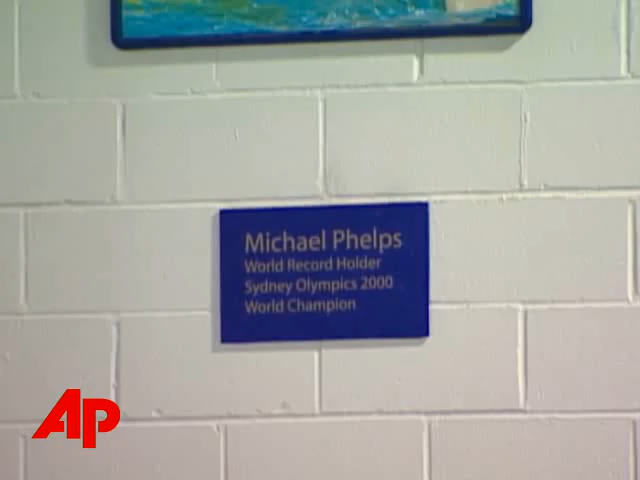 Michael Phelps
World Record Holder
Sydney Olympics 2000
World Champion
AP